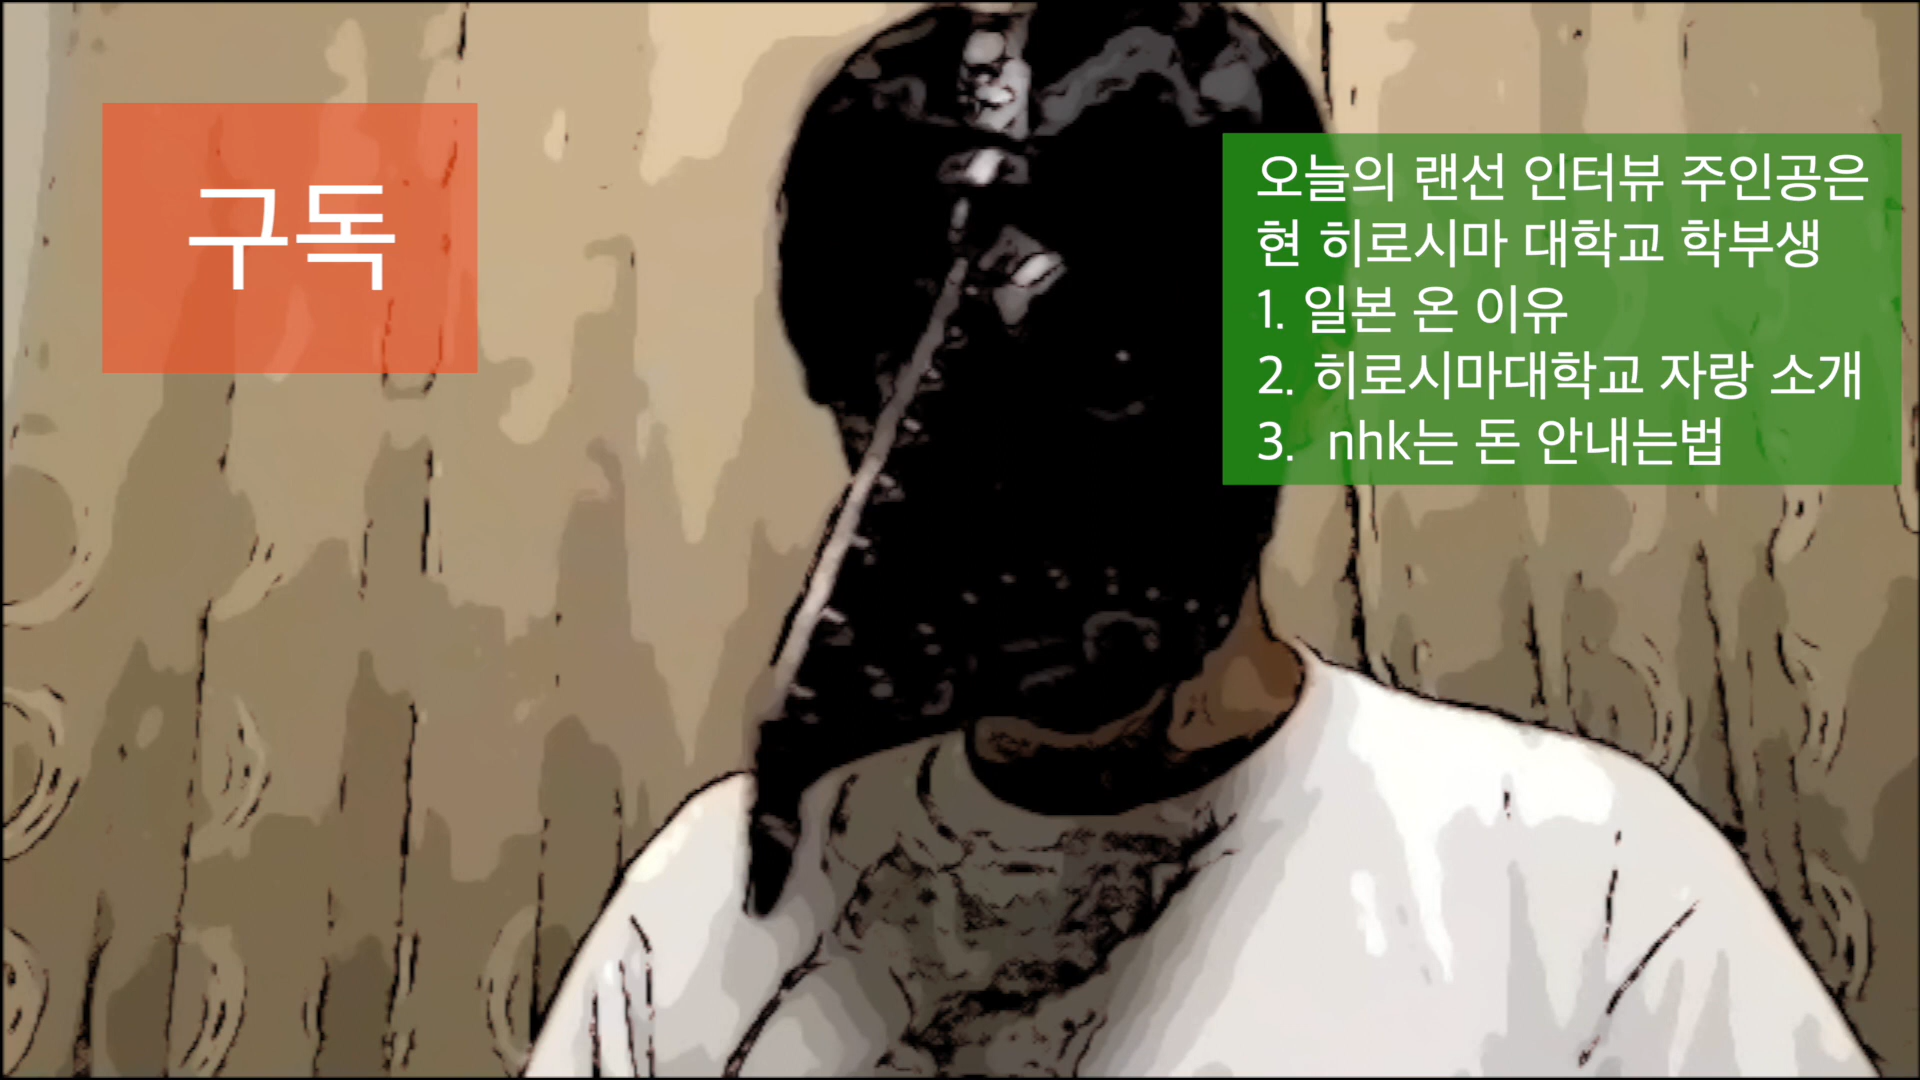 구독
오늘의 랜선 인터뷰 주인공은
현 히로시마 대학교 학부생
1. 일본 온 이유
2. 히로시마대학교 자랑 소개
3. nhk는 돈 안내는법